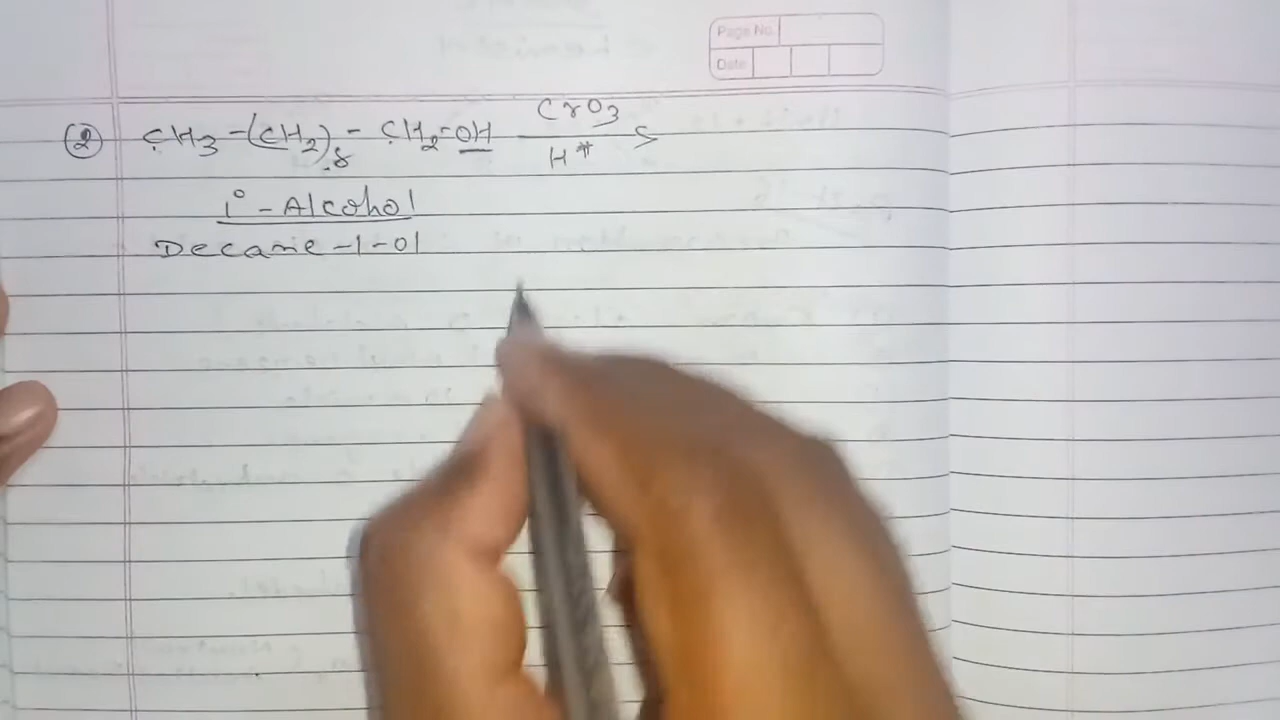 Page No.
Date
② CH3-(CH2)8-CH2-OH CrO3
H+
1°-Alcohol
Decane-1-ol